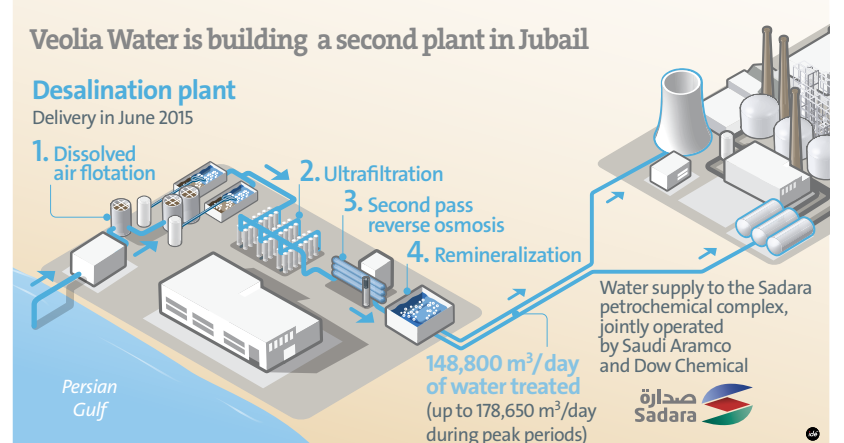 Veolia Water is building a second plant in Jubail
Desalination plant
Delivery in June 2015
1. Dissolved
air flotation
2. Ultrafiltration
3. Second pass
reverse osmosis
4. Remineralization
Water supply to the Sadara
petrochemical complex,
jointly operated
by Saudi Aramco
and Dow Chemical
148,800 m³/day
of water treated
(up to 178,650 m³/day
during peak periods)
Persian
Gulf
صدارة
Sadara
idé